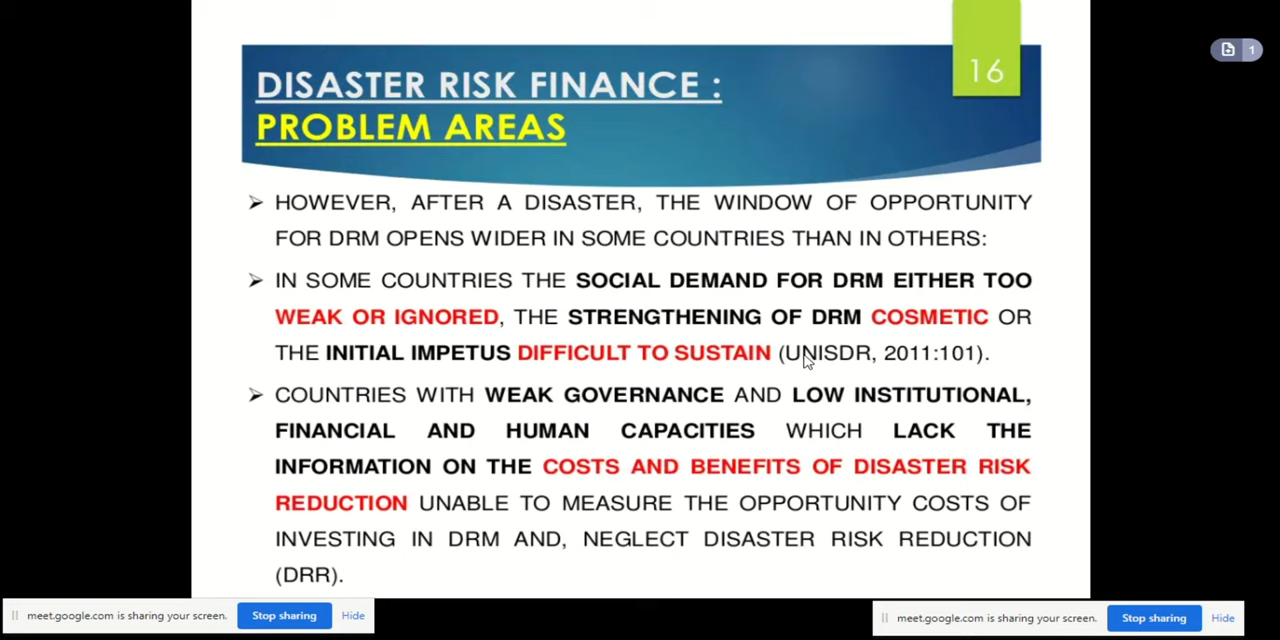 16
1
DISASTER RISK FINANCE :
PROBLEM AREAS
HOWEVER, AFTER A DISASTER, THE WINDOW OF OPPORTUNITY
FOR DRM OPENS WIDER IN SOME COUNTRIES THAN IN OTHERS:
IN SOME COUNTRIES THE SOCIAL DEMAND FOR DRM EITHER TOO
WEAK OR IGNORED, THE STRENGTHENING OF DRM COSMETIC OR
THE INITIAL IMPETUS DIFFICULT TO SUSTAIN (UNISDR, 2011:101).
COUNTRIES WITH WEAK GOVERNANCE AND LOW INSTITUTIONAL,
FINANCIAL AND HUMAN CAPACITIES WHICH LACK THE
INFORMATION ON THE COSTS AND BENEFITS OF DISASTER RISK
REDUCTION UNABLE TO MEASURE THE OPPORTUNITY COSTS OF
INVESTING IN DRM AND, NEGLECT DISASTER RISK REDUCTION
(DRR).
meet.google.com is sharing your screen. Stop sharing Hide
meet.google.com is sharing your screen. Stop sharing Hide